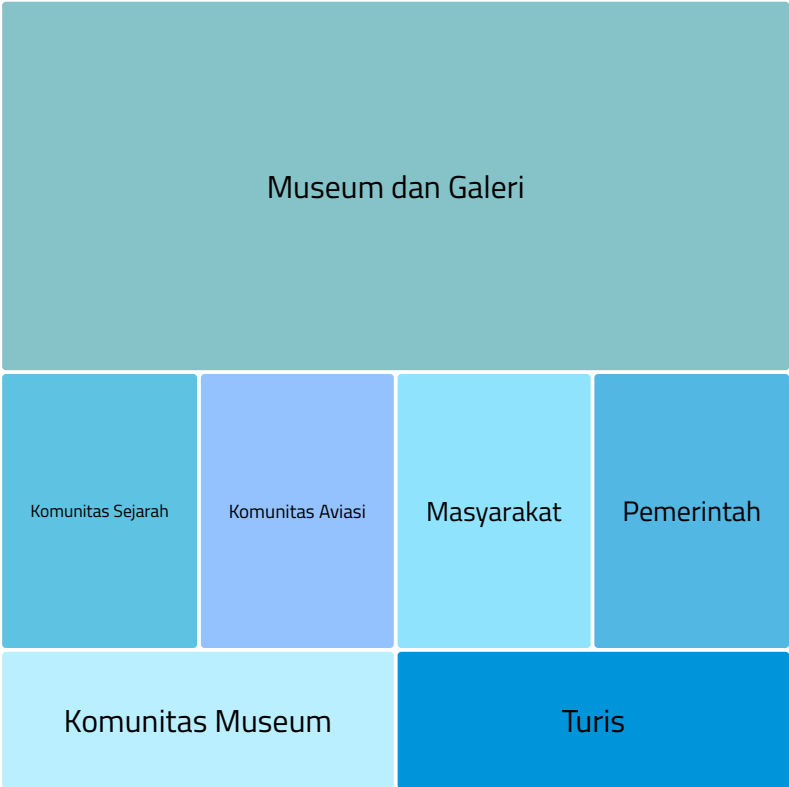 Museum dan Galeri
Komunitas Sejarah
Komunitas Aviasi
Masyarakat
Pemerintah
Komunitas Museum
Turis